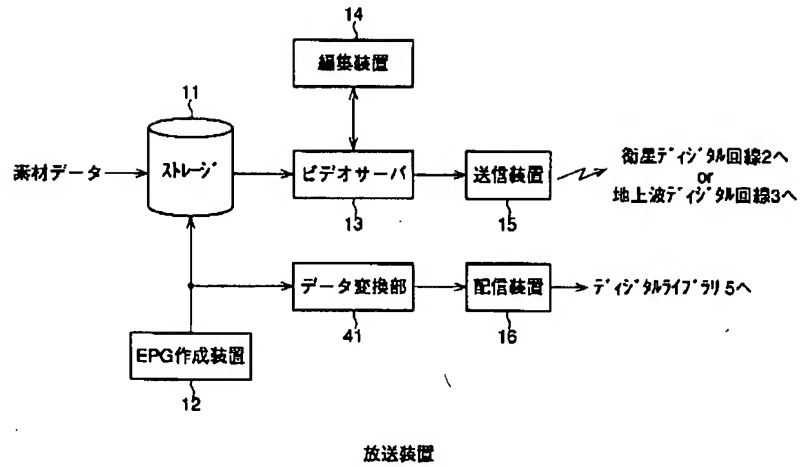 14
編集装置
11
素材データ
ストレージ
ビデオサーバ
送信装置
衛星ディジタル回線2へ
or
地上波ディジタル回線3へ
13
15
データ変換部
配信装置
ディジタルライブラリ5へ
41
16
EPG作成装置
12
放送装置